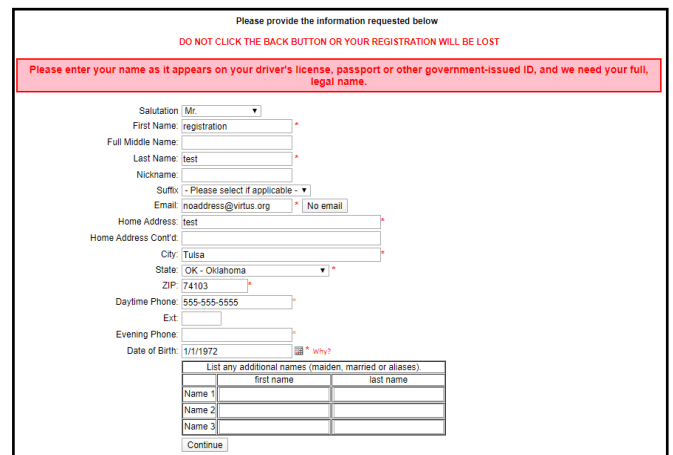 Please provide the information requested below
DO NOT CLICK THE BACK BUTTON OR YOUR REGISTRATION WILL BE LOST
Please enter your name as it appears on your driver's license, passport or other government-issued ID, and we need your full,
legal name.
Salutation Mr.
First Name: registration *
Full Middle Name:
Last Name: test *
Nickname:
Suffix - Please select if applicable -
Email: noaddress@virtus.org * No email
Home Address: test *
Home Address Cont'd:
City: Tulsa *
State: OK - Oklahoma *
ZIP: 74103 *
Daytime Phone: 555-555-5555 *
Ext:
Evening Phone: *
Date of Birth: 1/1/1972 * Why?
List any additional names (maiden, married or aliases).
first name last name
Name 1
Name 2
Name 3
Continue